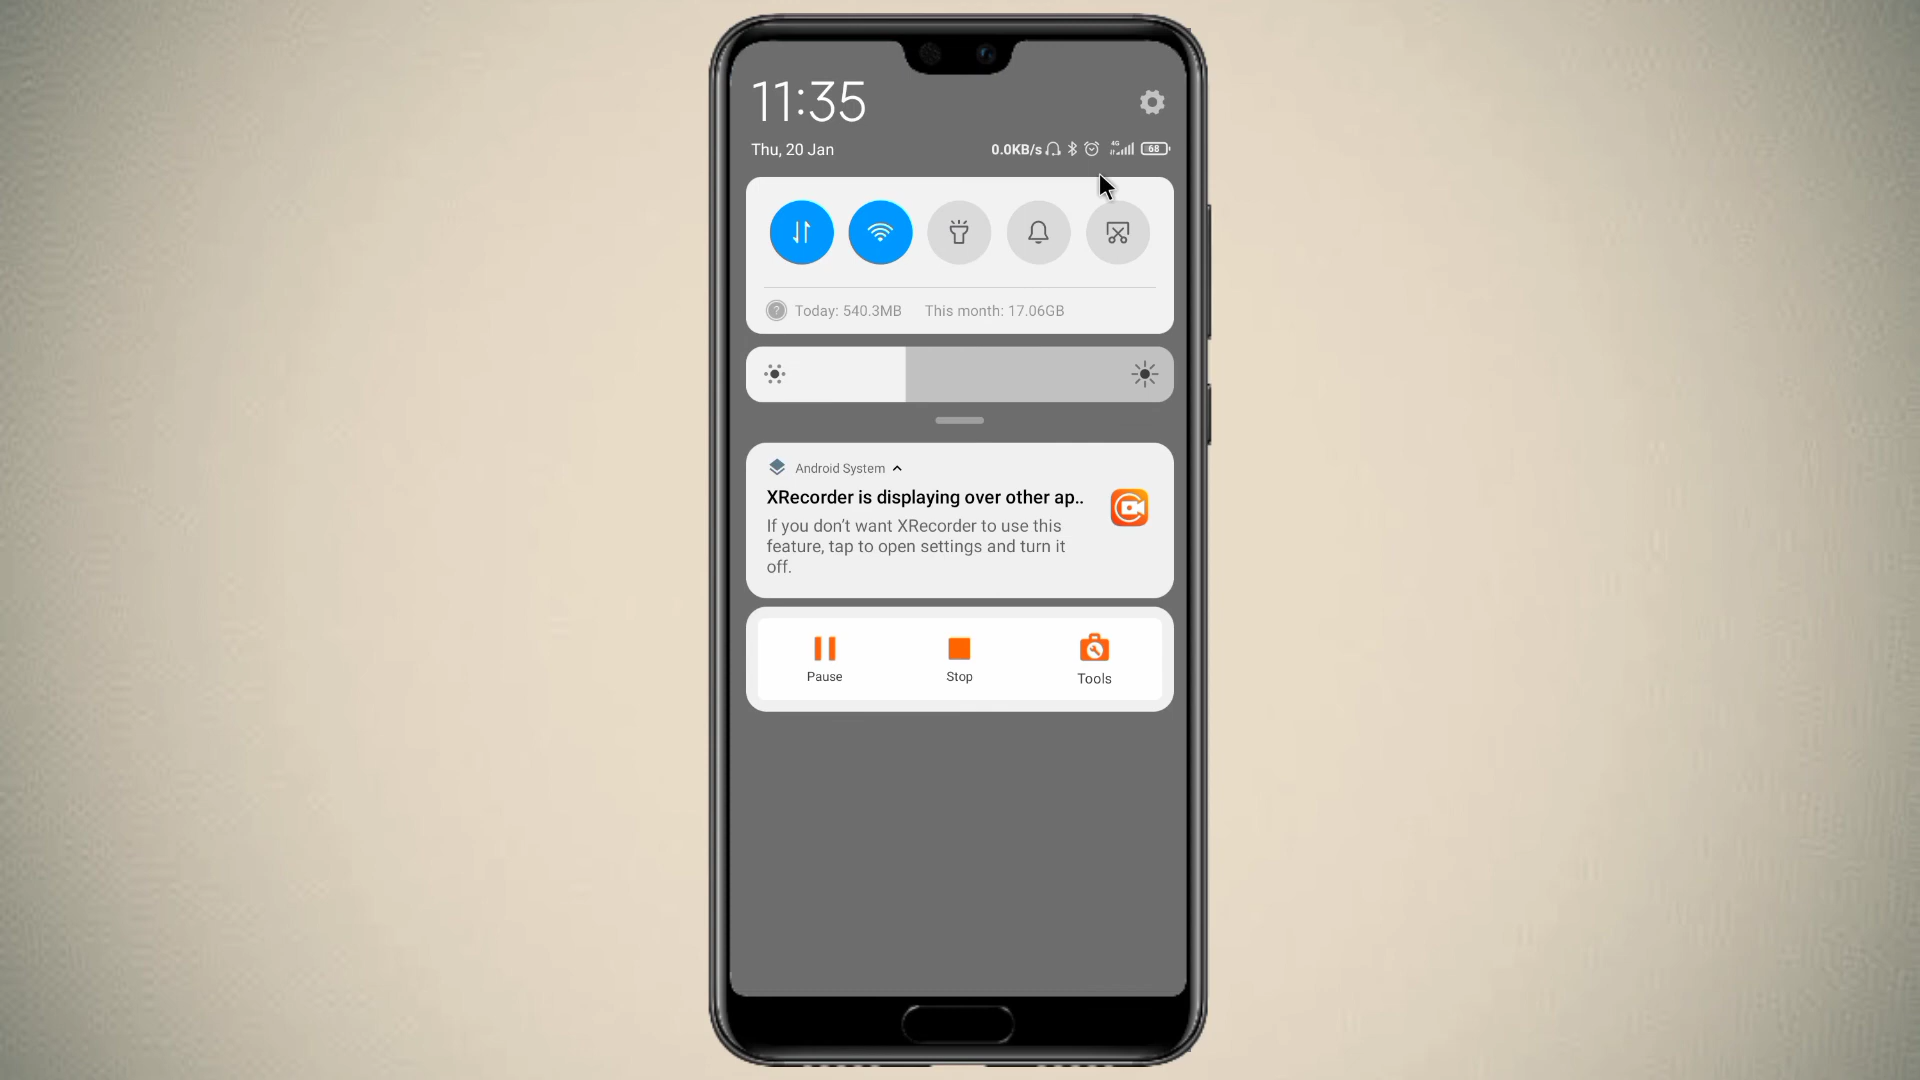 11:35
Thu, 20 Jan
0.0KB/s 4G 68
Today: 540.3MB This month: 17.06GB
Android System
XRecorder is displaying over other ap..
If you don't want XRecorder to use this
feature, tap to open settings and turn it
off.
Pause Stop Tools